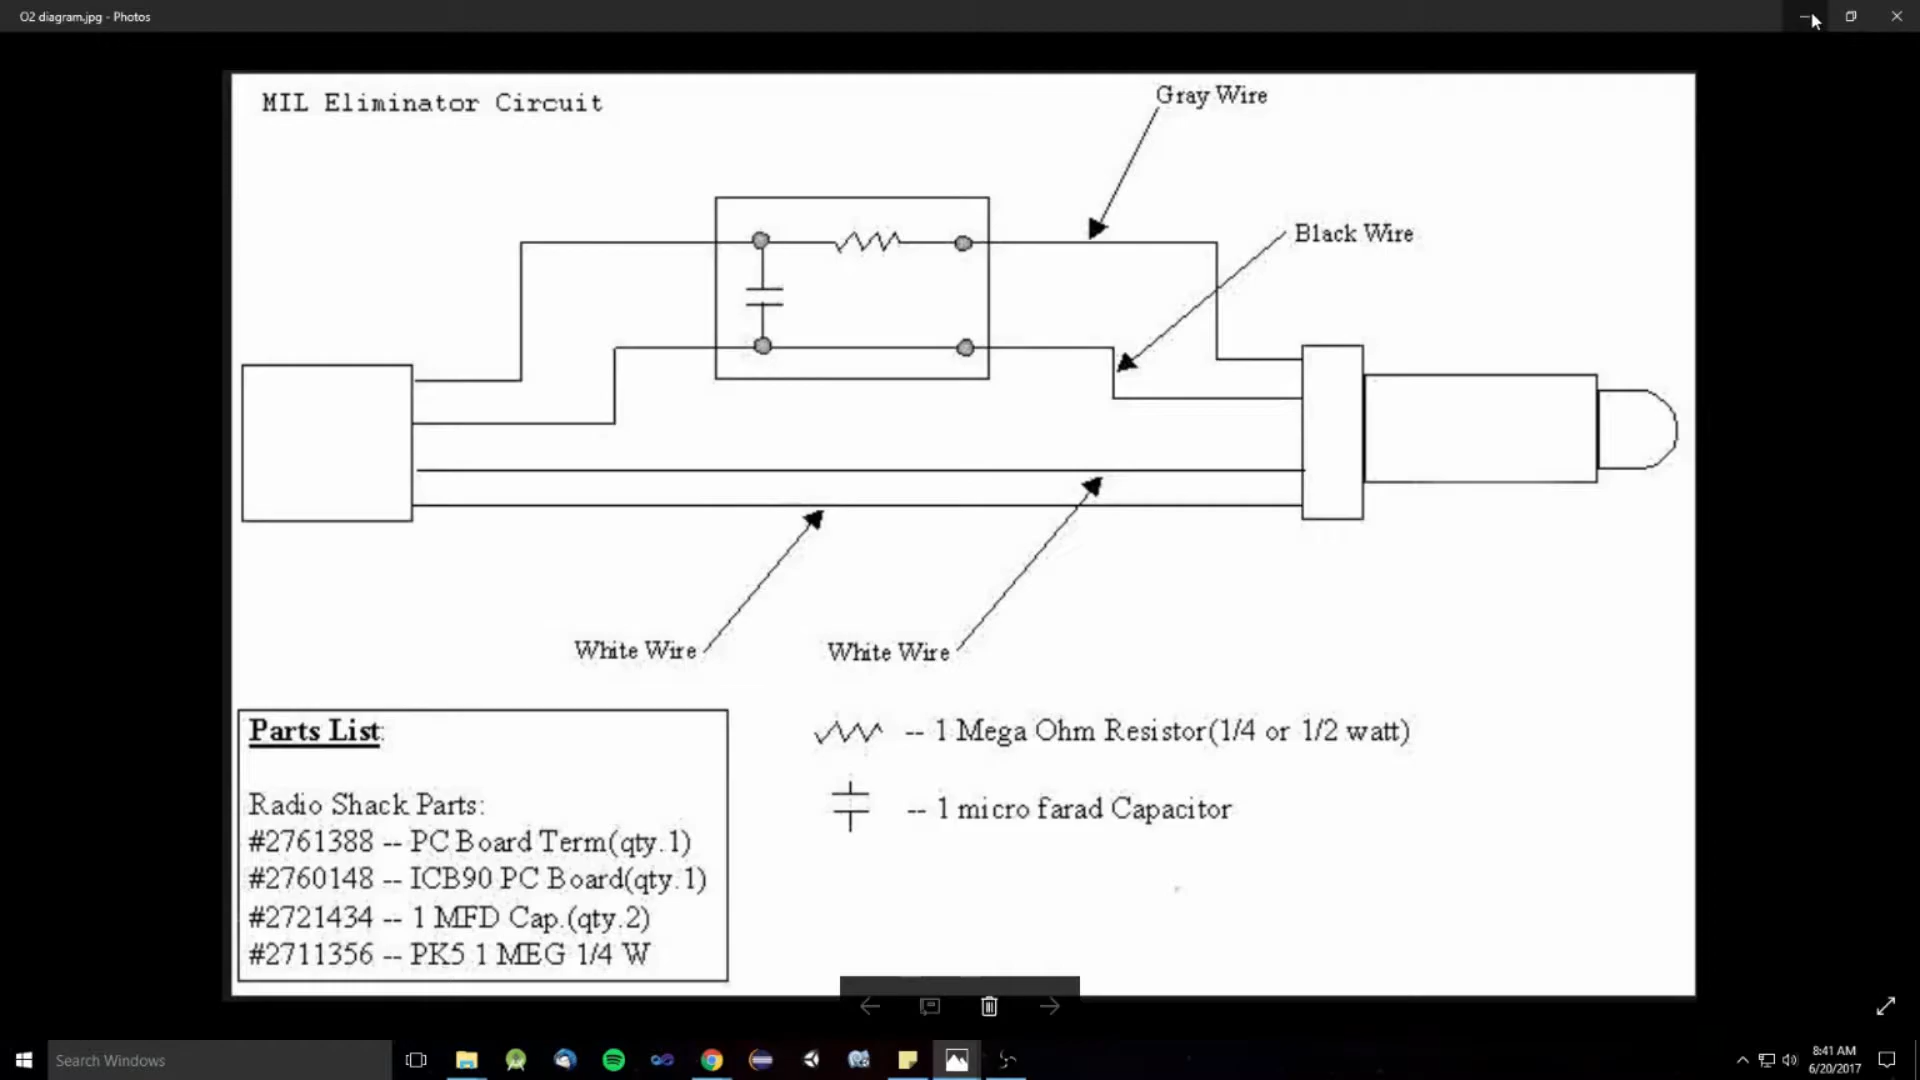 O2 diagram.jpg - Photos
MIL Eliminator Circuit
Gray Wire
Black Wire
White Wire
White Wire
Parts List:
Radio Shack Parts:
#2761388 -- PC Board Term(qty.1)
#2760148 -- ICB90 PC Board(qty.1)
#2721434 -- 1 MFD Cap.(qty.2)
#2711356 -- PK5 1 MEG 1/4 W
-- 1 Mega Ohm Resistor(1/4 or 1/2 watt)
-- 1 micro farad Capacitor
Search Windows
8:41 AM
6/20/2017